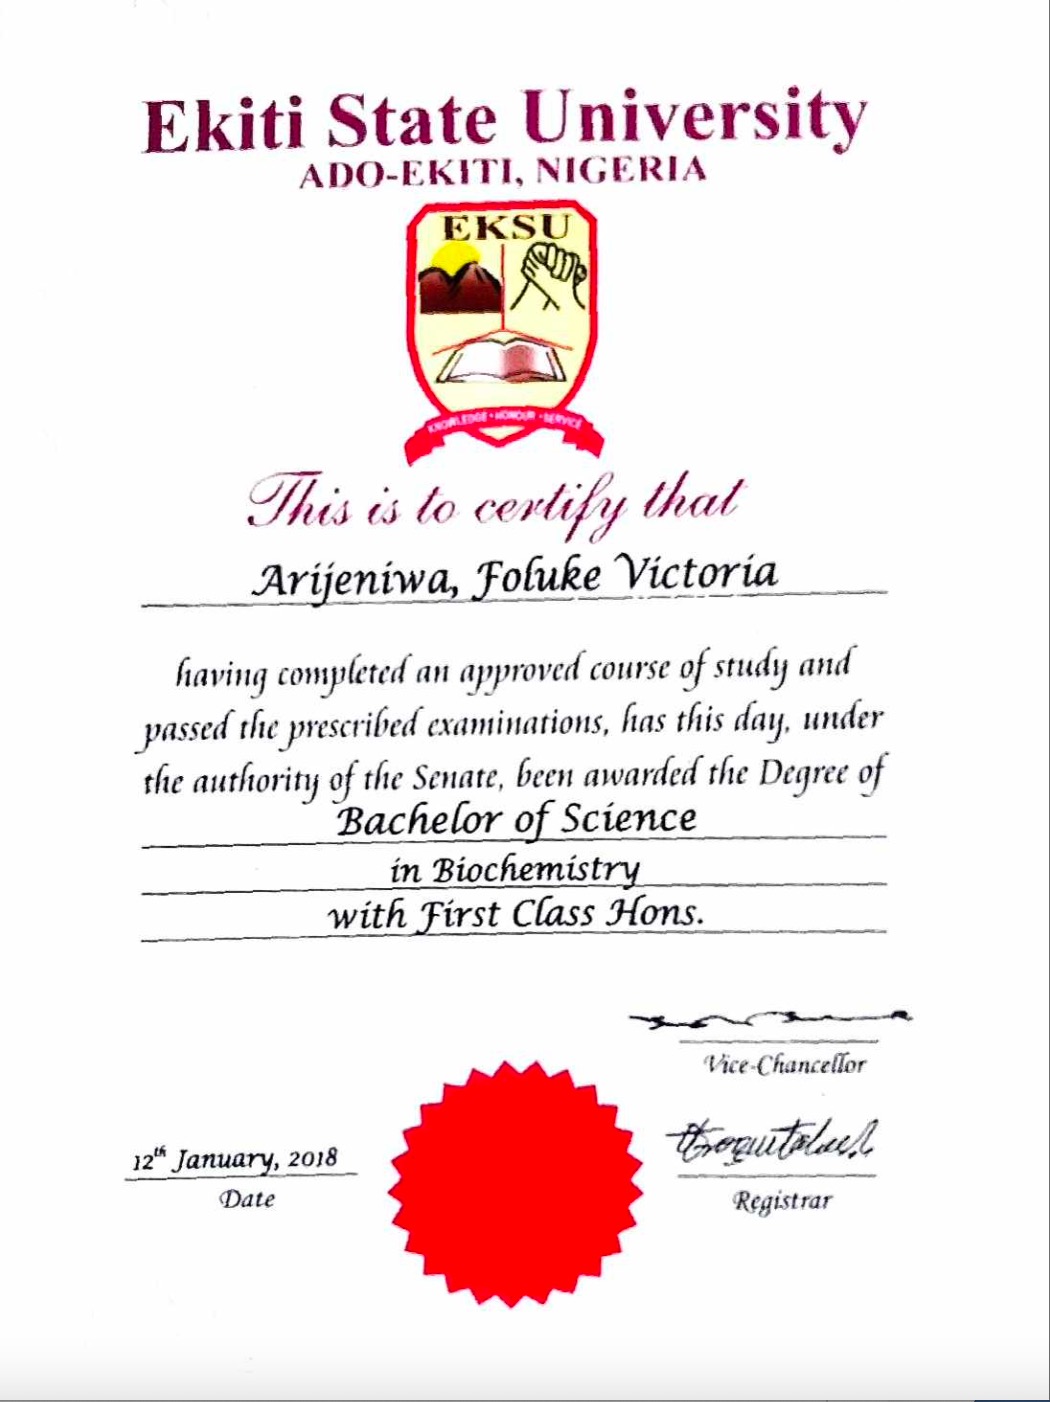 Ekiti State University
ADO-EKITI, NIGERIA
EKSU
KNOWLEDGE • HONOUR • SERVICE
This is to certify that
Arijeniwa, Foluke Victoria
having completed an approved course of study and
passed the prescribed examinations, has this day, under
the authority of the Senate, been awarded the Degree of
Bachelor of Science
in Biochemistry
with First Class Hons.
Vice-Chancellor
12th January, 2018
Date
Registrar